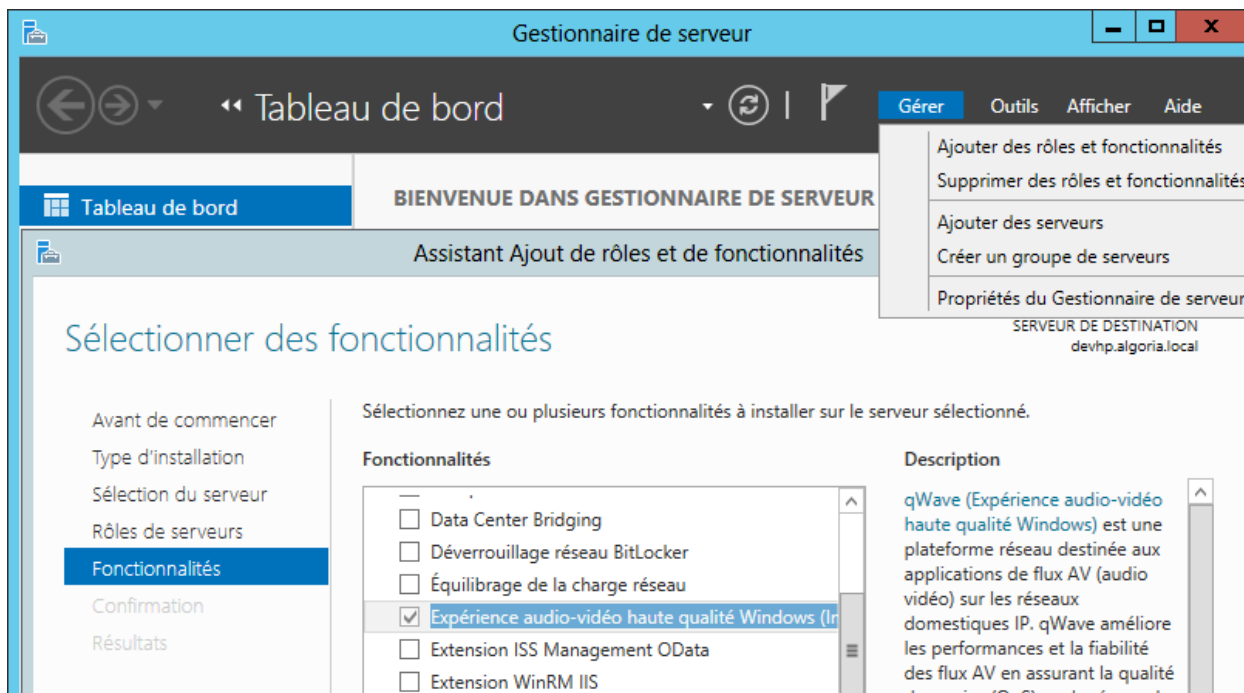 Gestionnaire de serveur
Tableau de bord
Gérer Outils Afficher Aide
Ajouter des rôles et fonctionnalités
Supprimer des rôles et fonctionnalités
Ajouter des serveurs
Créer un groupe de serveurs
Propriétés du Gestionnaire de serveur
Tableau de bord
BIENVENUE DANS GESTIONNAIRE DE SERVEUR
Assistant Ajout de rôles et de fonctionnalités
Sélectionner des fonctionnalités
SERVEUR DE DESTINATION
devhp.algoria.local
Avant de commencer
Type d'installation
Sélection du serveur
Rôles de serveurs
Fonctionnalités
Confirmation
Résultats
Sélectionnez une ou plusieurs fonctionnalités à installer sur le serveur sélectionné.
Fonctionnalités
Data Center Bridging
Déverrouillage réseau BitLocker
Équilibrage de la charge réseau
Expérience audio-vidéo haute qualité Windows (In
Extension ISS Management OData
Extension WinRM IIS
Description
qWave (Expérience audio-vidéo
haute qualité Windows) est une
plateforme réseau destinée aux
applications de flux AV (audio
vidéo) sur les réseaux
domestiques IP. qWave améliore
les performances et la fiabilité
des flux AV en assurant la qualité